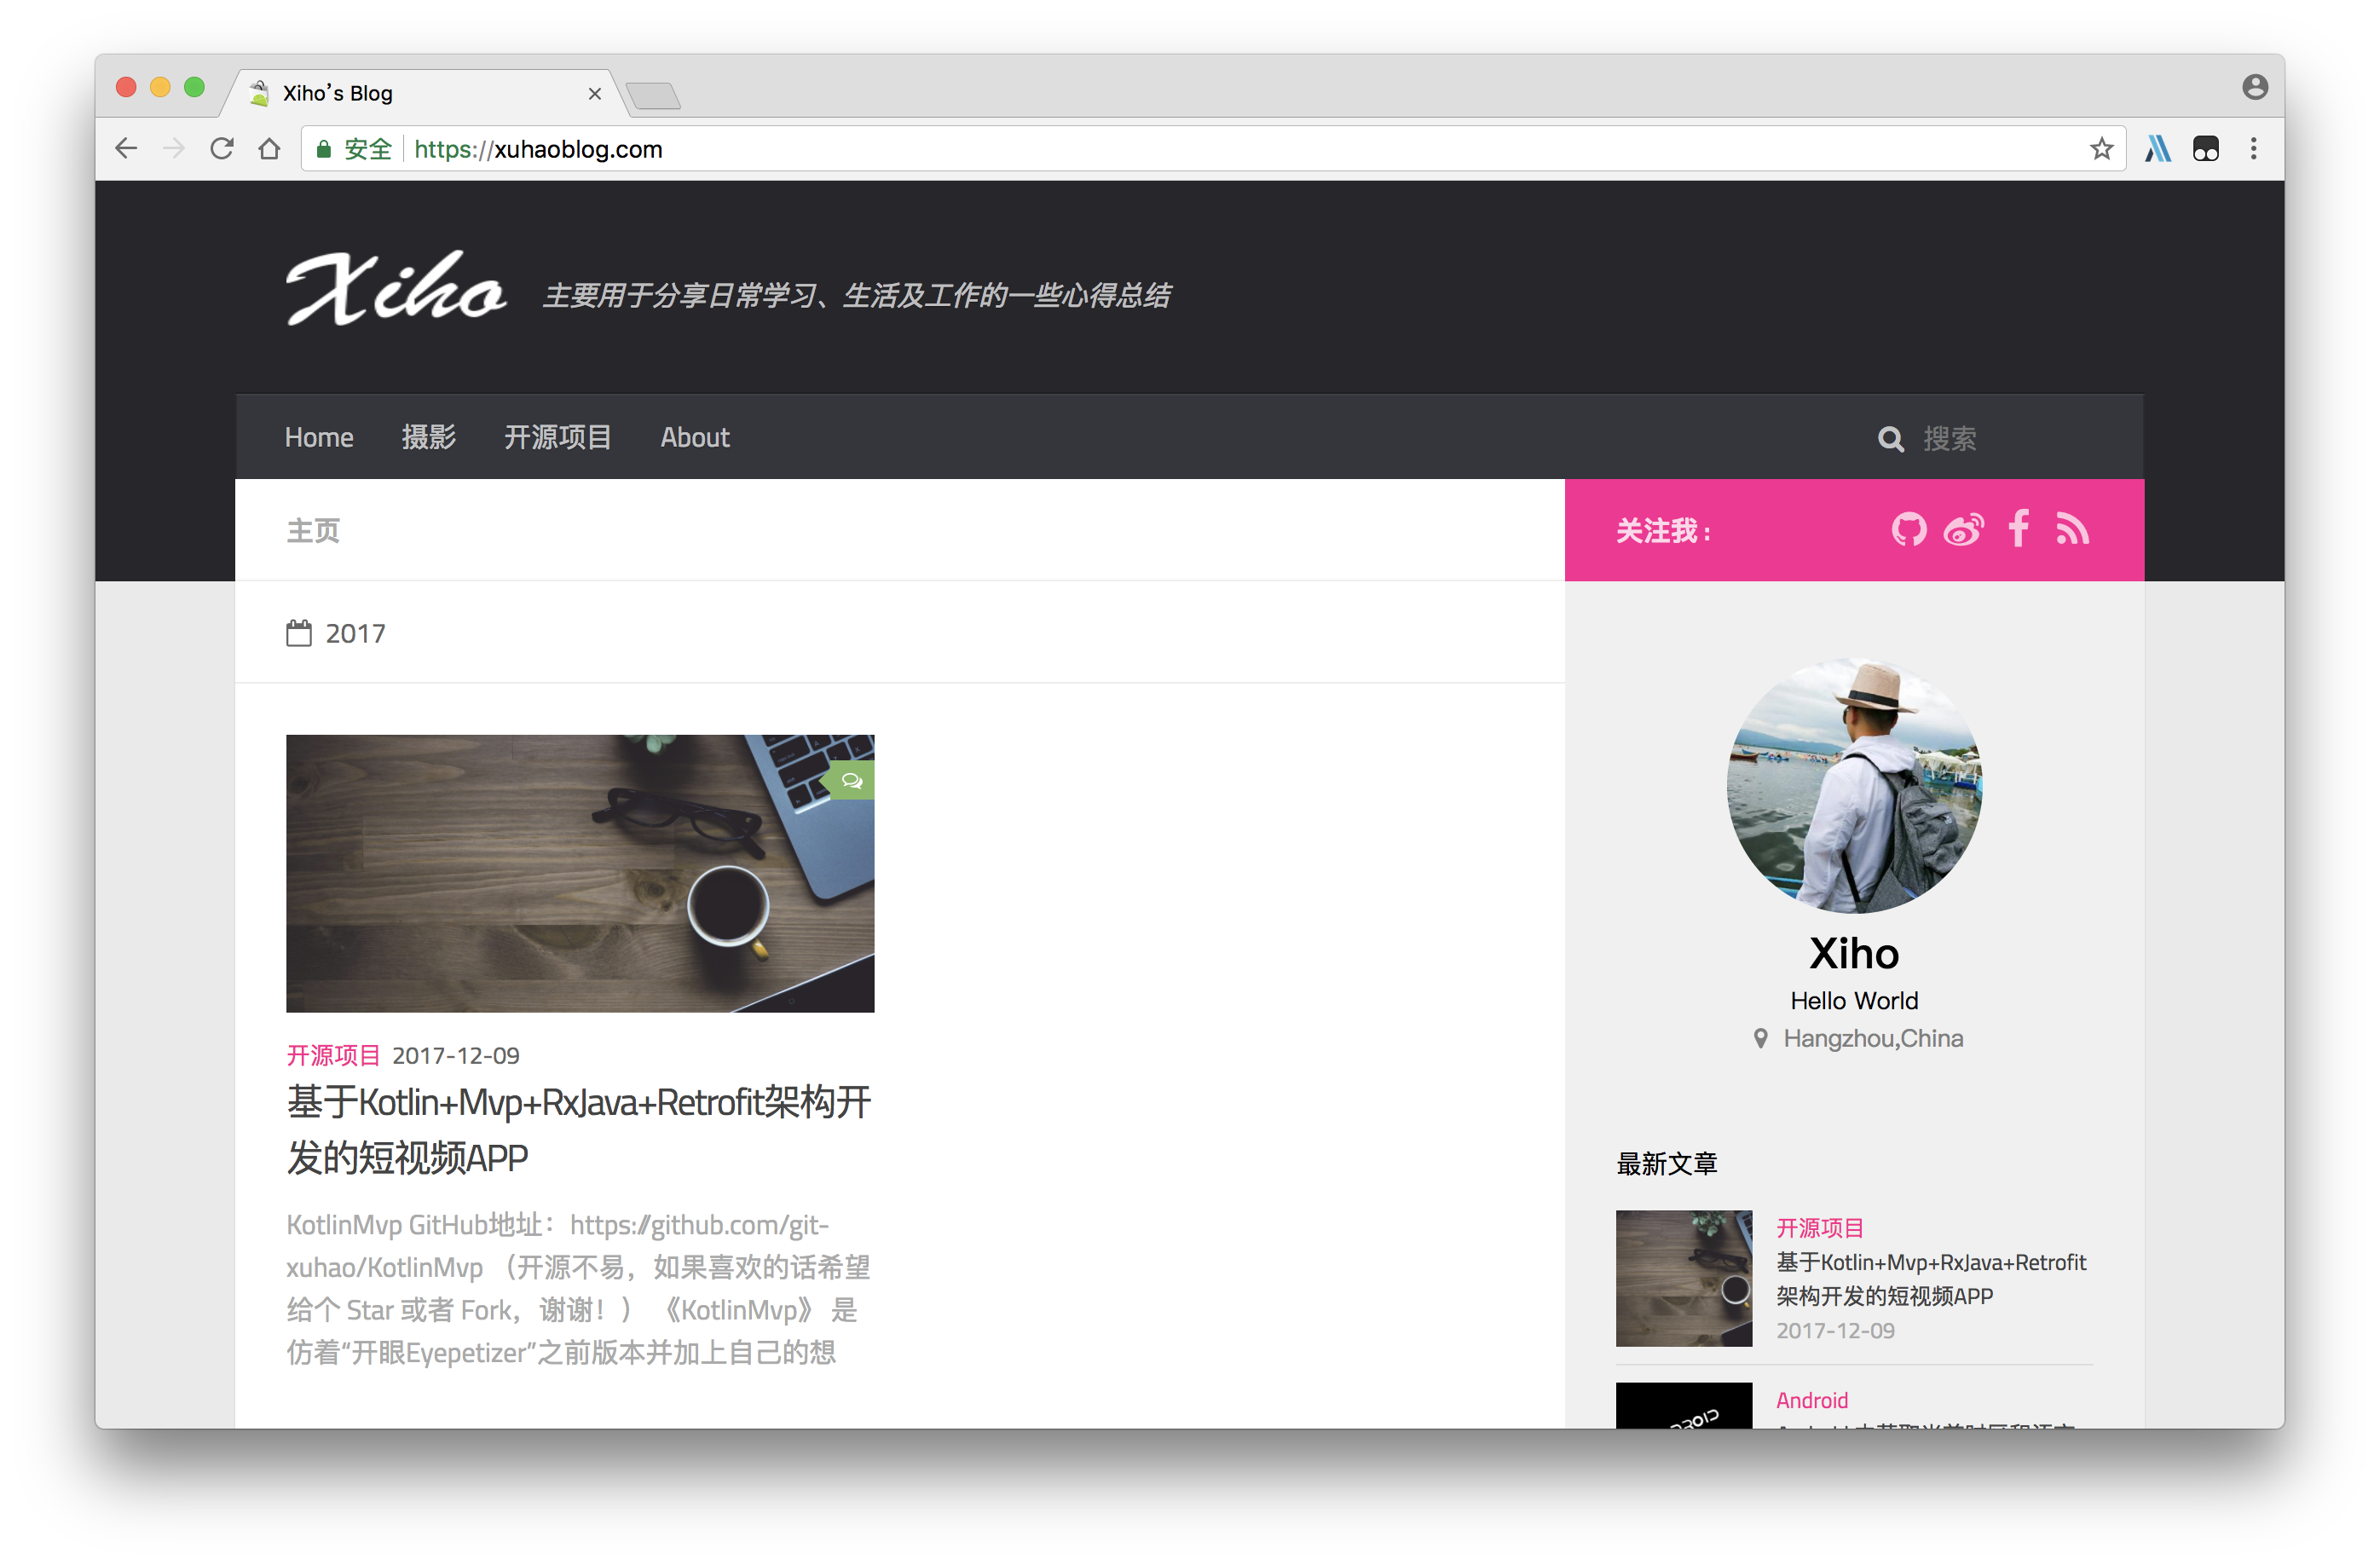 Xiho's Blog
安全 https://xuhaoblog.com
Xiho 主要用于分享日常学习、生活及工作的一些心得总结
Home 摄影 开源项目 About 搜索
主页
关注我：
2017
开源项目 2017-12-09
基于Kotlin+Mvp+RxJava+Retrofit架构开
发的短视频APP
KotlinMvp GitHub地址：https://github.com/git-
xuhao/KotlinMvp （开源不易，如果喜欢的话希望
给个 Star 或者 Fork，谢谢！）《KotlinMvp》 是
仿着“开眼Eyepetizer”之前版本并加上自己的想
Xiho
Hello World
Hangzhou,China
最新文章
开源项目
基于Kotlin+Mvp+RxJava+Retrofit
架构开发的短视频APP
2017-12-09
Android